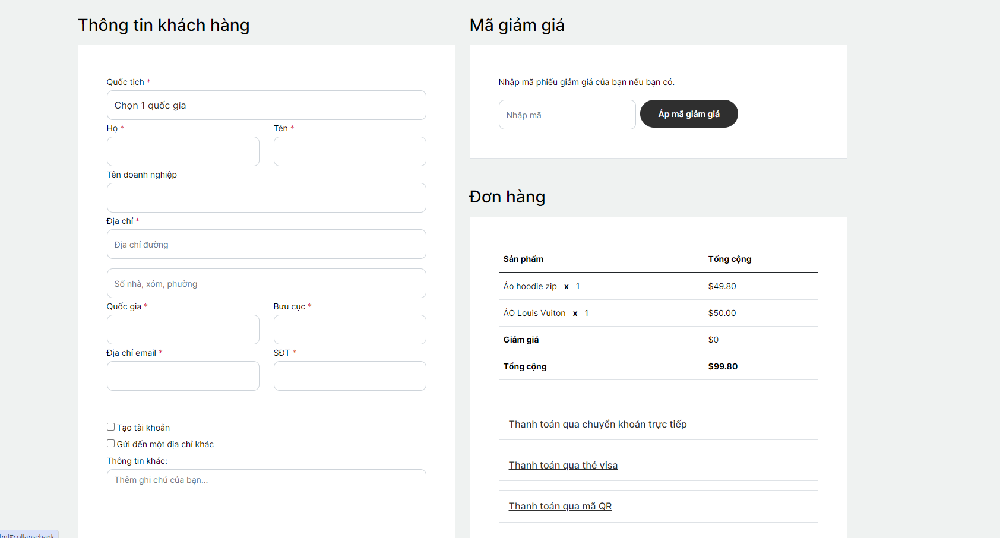 Thông tin khách hàng
Quốc tịch *
Chọn 1 quốc gia
Họ *
Tên *
Tên doanh nghiệp
Địa chỉ *
Địa chỉ đường
Số nhà, xóm, phường
Quốc gia *
Bưu cục *
Địa chỉ email *
SĐT *
Tạo tài khoản
Gửi đến một địa chỉ khác
Thông tin khác:
Thêm ghi chú của bạn...
Mã giảm giá
Nhập mã phiếu giảm giá của bạn nếu bạn có.
Nhập mã
Áp mã giảm giá
Đơn hàng
Sản phẩm Tổng cộng
Áo hoodie zip x 1 $49.80
ÁO Louis Vuiton x 1 $50.00
Giảm giá $0
Tổng cộng $99.80
Thanh toán qua chuyển khoản trực tiếp
Thanh toán qua thẻ visa
Thanh toán qua mã QR
tml#collapsebank